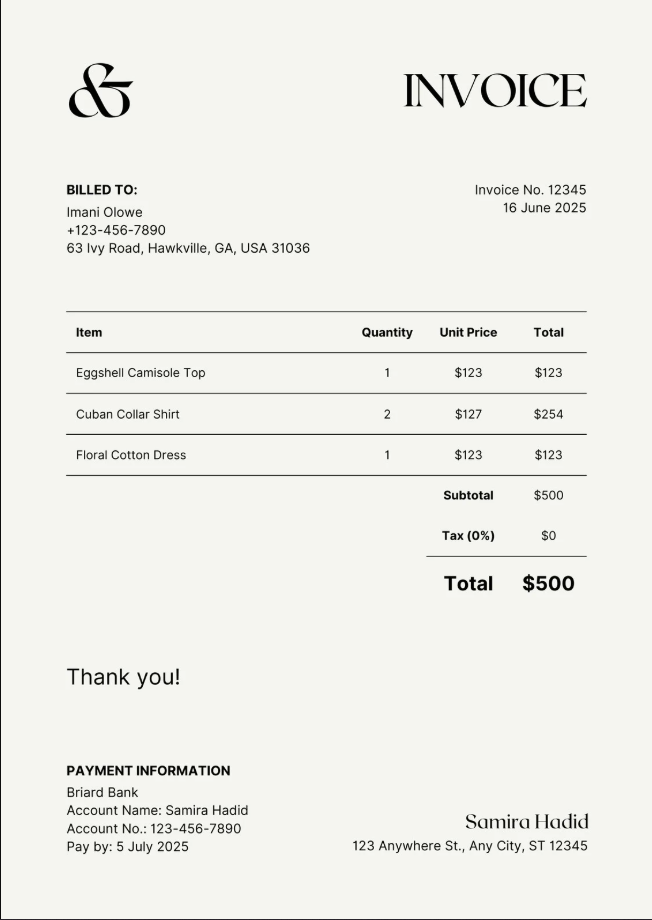 &
INVOICE
BILLED TO:
Imani Olowe
+123-456-7890
63 Ivy Road, Hawkville, GA, USA 31036
Invoice No. 12345
16 June 2025
Item Quantity Unit Price Total
Eggshell Camisole Top 1 $123 $123
Cuban Collar Shirt 2 $127 $254
Floral Cotton Dress 1 $123 $123
Subtotal $500
Tax (0%) $0
Total $500
Thank you!
PAYMENT INFORMATION
Briard Bank
Account Name: Samira Hadid
Account No.: 123-456-7890
Pay by: 5 July 2025
Samira Hadid
123 Anywhere St., Any City, ST 12345